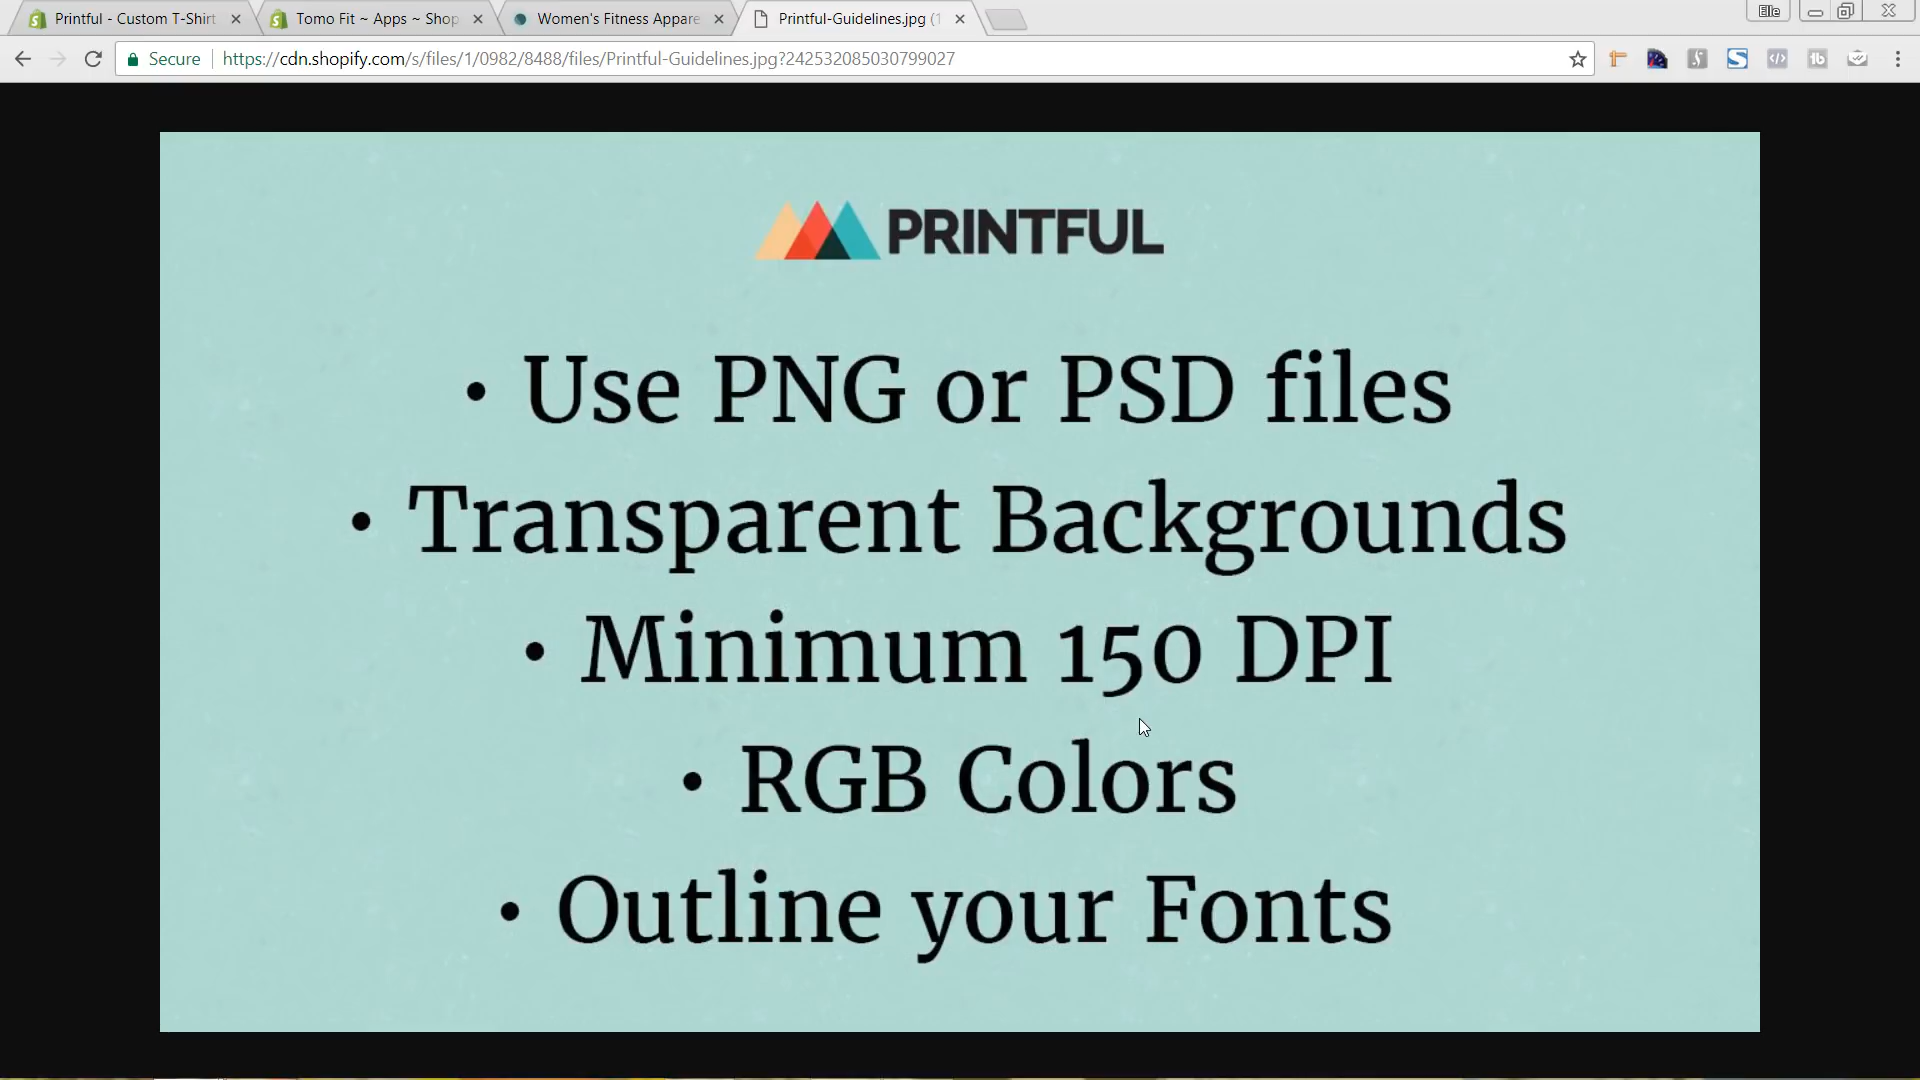 Printful - Custom T-Shirt
Tomo Fit ~ Apps ~ Shop
Women's Fitness Appare
Printful-Guidelines.jpg (1
Elle
Secure
https://cdn.shopify.com/s/files/1/0982/8488/files/Printful-Guidelines.jpg?242532085030799027
PRINTFUL
• Use PNG or PSD files
• Transparent Backgrounds
• Minimum 150 DPI
• RGB Colors
• Outline your Fonts